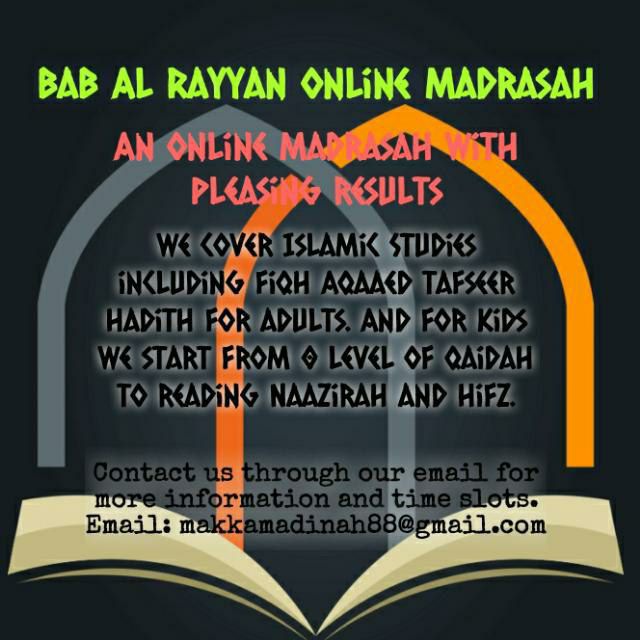 BAB AL RAYYAN ONLiNE MADRASAH
AN ONLiNE MADRASAH WiTH
PLEASiNG RESULTS
WE COVER ISLAMiC STUDiES
iNCLUDiNG FiQH AQAAED TAFSEER
HADiTH FOR ADULTS. AND FOR KiDS
WE START FROM 0 LEVEL OF QAiDAH
TO READiNG NAAZiRAH AND HiFZ.
Contact us through our email for
more information and time slots.
Email: makkamadinah88@gmail.com